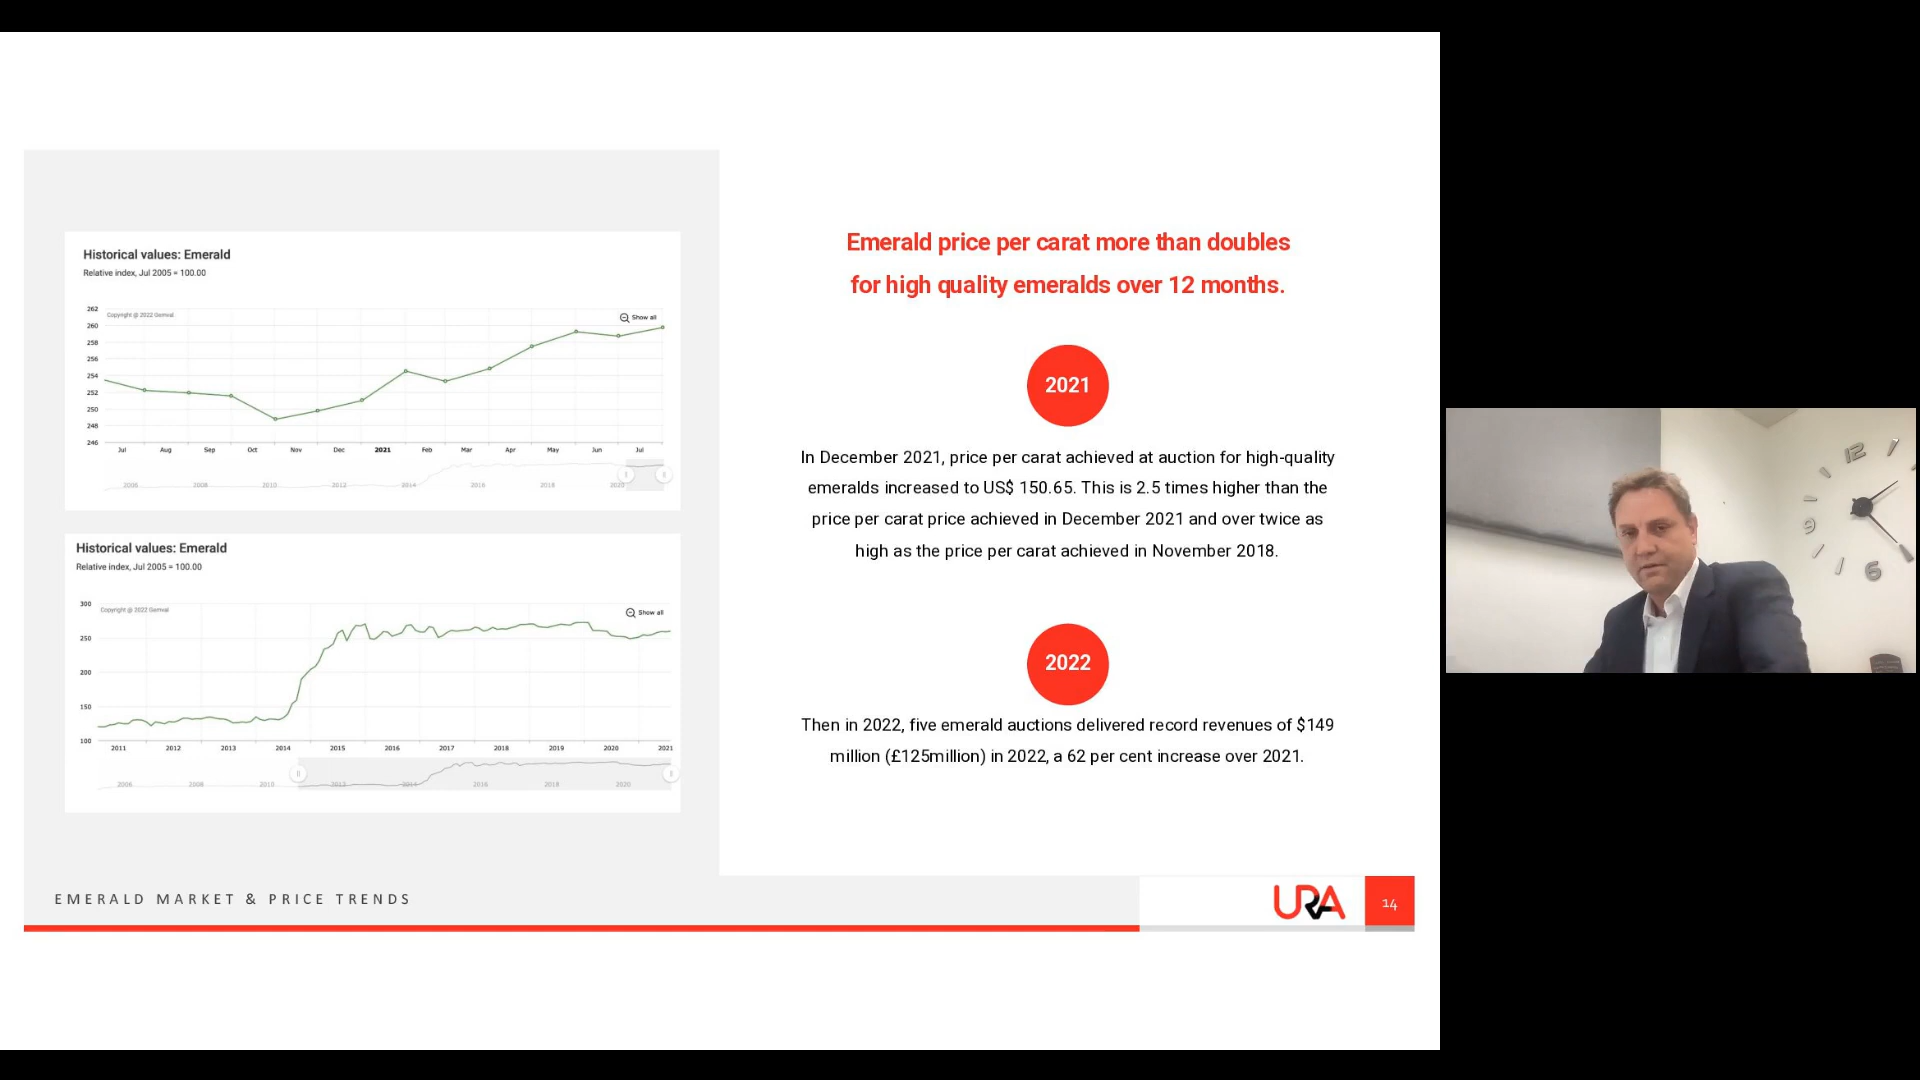 Historical values: Emerald
Relative index, Jul 2005 = 100.00
262
Copyright @ 2022 Gemval
Show all
260
258
256
254
252
250
248
246
Jul Aug Sep Oct Nov Dec 2021 Feb Mar Apr May Jun Jul
2006 2008 2010 2012 2014 2016 2018 2020
Historical values: Emerald
Relative index, Jul 2005 = 100.00
300
Copyright @ 2022 Gemval
Show all
250
200
150
100
2011 2012 2013 2014 2015 2016 2017 2018 2019 2020 2021
2006 2008 2010 2012 2014 2016 2018 2020
Emerald price per carat more than doubles
for high quality emeralds over 12 months.
2021
In December 2021, price per carat achieved at auction for high-quality
emeralds increased to US$ 150.65. This is 2.5 times higher than the
price per carat price achieved in December 2021 and over twice as
high as the price per carat achieved in November 2018.
2022
Then in 2022, five emerald auctions delivered record revenues of $149
million (£125million) in 2022, a 62 per cent increase over 2021.
EMERALD MARKET & PRICE TRENDS
URA
14
12
9
6